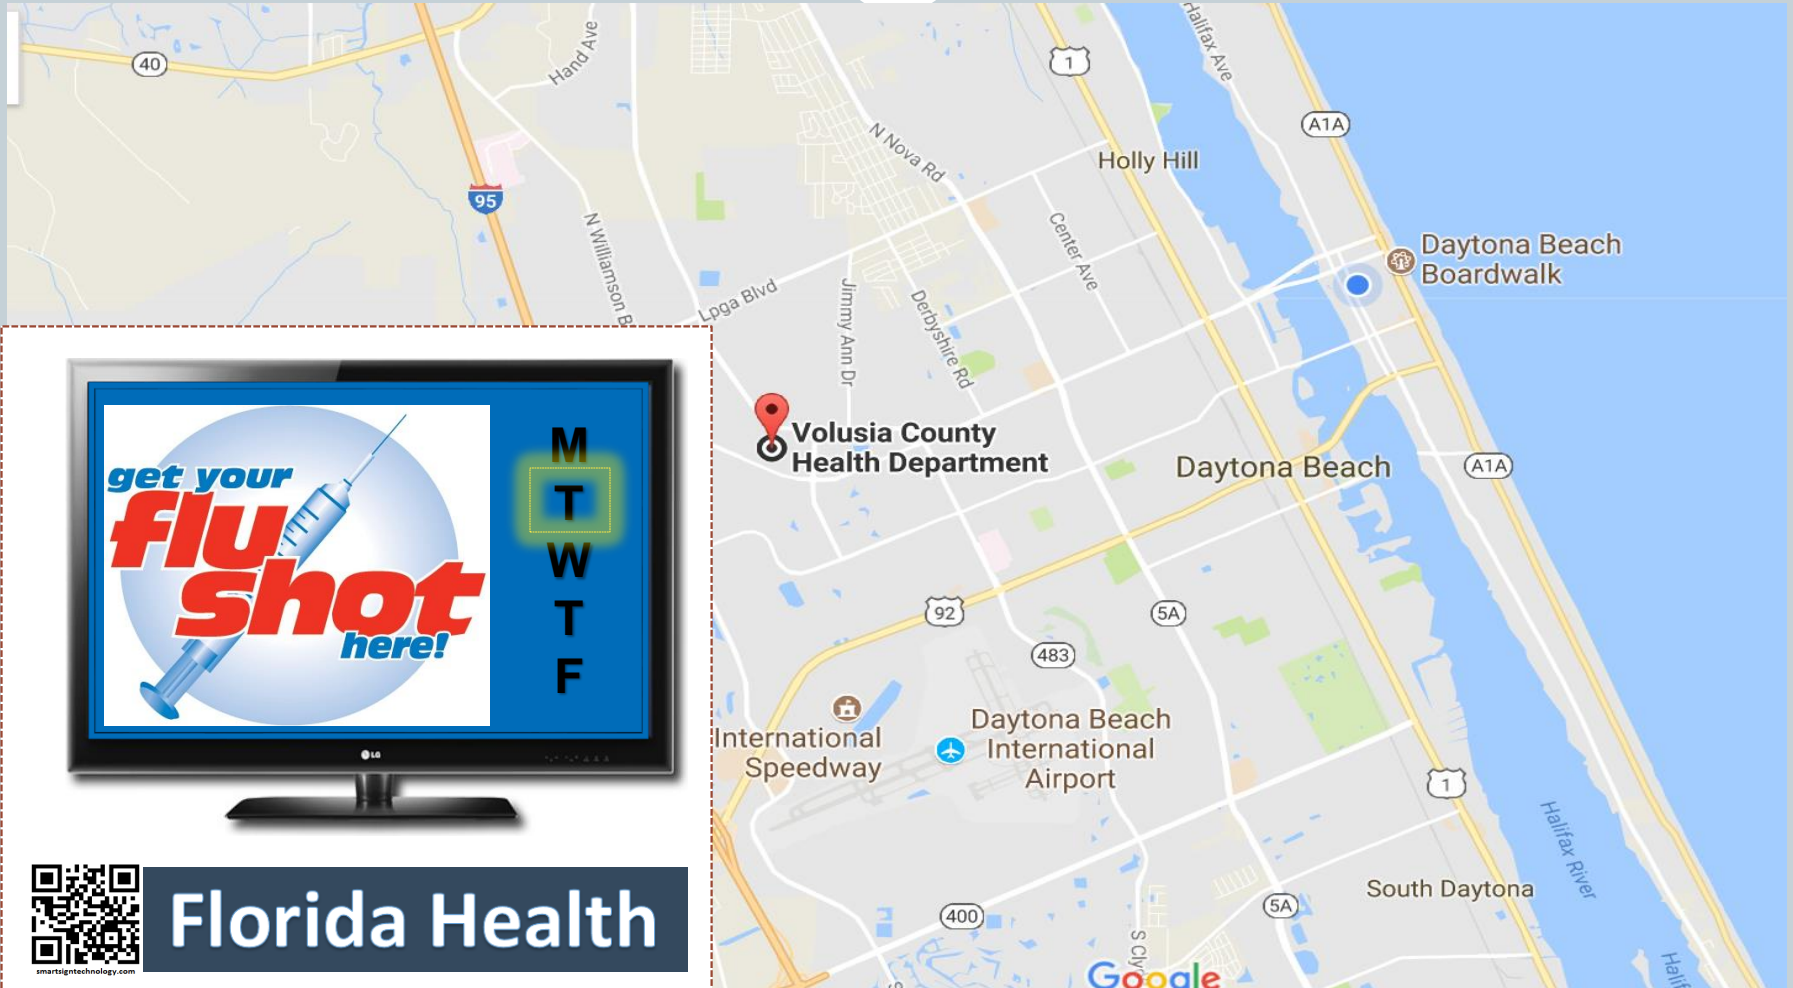 40
Hand Ave
1
Halifax Ave
A1A
N Nova Rd
Holly Hill
95
N Williamson B
Center Ave
Daytona Beach
Boardwalk
Lpga Blvd
Jimmy Ann Dr
Derbyshire Rd
Volusia County
Health Department
Daytona Beach
A1A
92
5A
483
International
Speedway
Daytona Beach
International
Airport
1
Halifax River
South Daytona
5A
400
S Cly
Halif
Google
get your
flu
shot
here!
M
T
W
T
F
LG
smartsigntechnology.com
Florida Health